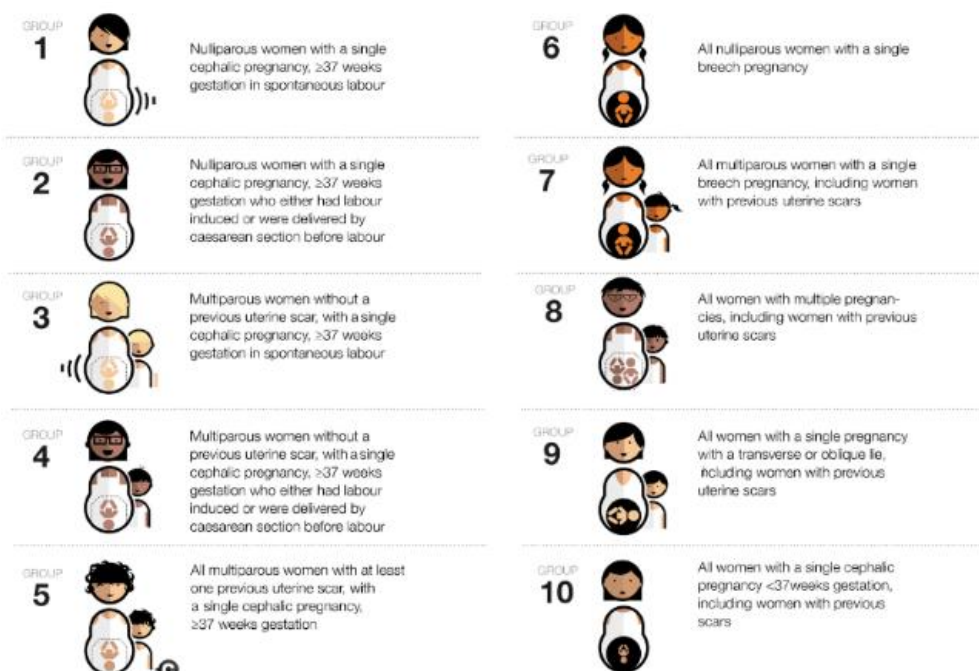 GROUP
1
Nulliparous women with a single
cephalic pregnancy, ≥37 weeks
gestation in spontaneous labour
GROUP
2
Nulliparous women with a single
cephalic pregnancy, ≥37 weeks
gestation who either had labour
induced or were delivered by
caesarean section before labour
GROUP
3
Multiparous women without a
previous uterine scar, with a single
cephalic pregnancy, ≥37 weeks
gestation in spontaneous labour
GROUP
4
Multiparous women without a
previous uterine scar, with a single
cephalic pregnancy, ≥37 weeks
gestation who either had labour
induced or were delivered by
caesarean section before labour
GROUP
5
All multiparous women with at least
one previous uterine scar, with
a single cephalic pregnancy,
≥37 weeks gestation
GROUP
6
All nulliparous women with a single
breech pregnancy
GROUP
7
All multiparous women with a single
breech pregnancy, including women
with previous uterine scars
GROUP
8
All women with multiple pregnan-
cies, including women with previous
uterine scars
GROUP
9
All women with a single pregnancy
with a transverse or oblique lie,
including women with previous
uterine scars
GROUP
10
All women with a single cephalic
pregnancy <37weeks gestation,
including women with previous
scars